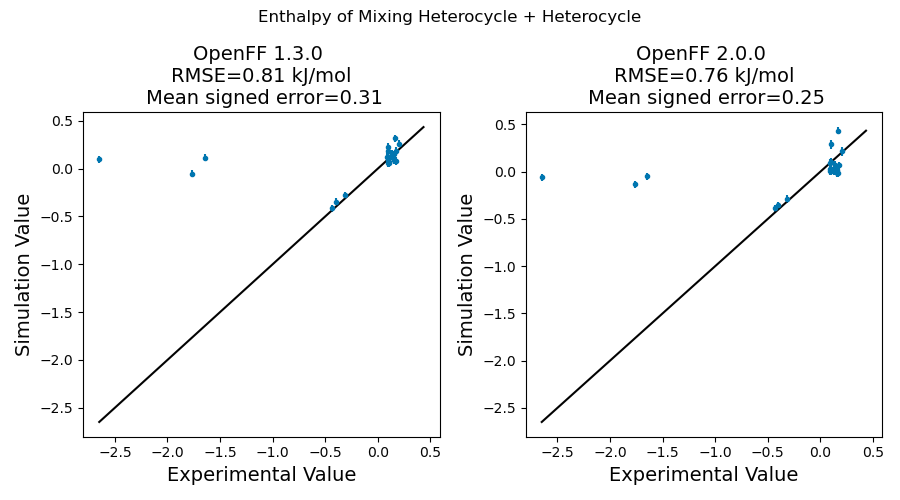 Enthalpy of Mixing Heterocycle + Heterocycle
OpenFF 1.3.0
RMSE=0.81 kJ/mol
Mean signed error=0.31
0.5
0.0
−0.5
−1.0
−1.5
−2.0
−2.5
Simulation Value
−2.5 −2.0 −1.5 −1.0 −0.5 0.0 0.5
Experimental Value
OpenFF 2.0.0
RMSE=0.76 kJ/mol
Mean signed error=0.25
0.5
0.0
−0.5
−1.0
−1.5
−2.0
−2.5
Simulation Value
−2.5 −2.0 −1.5 −1.0 −0.5 0.0 0.5
Experimental Value